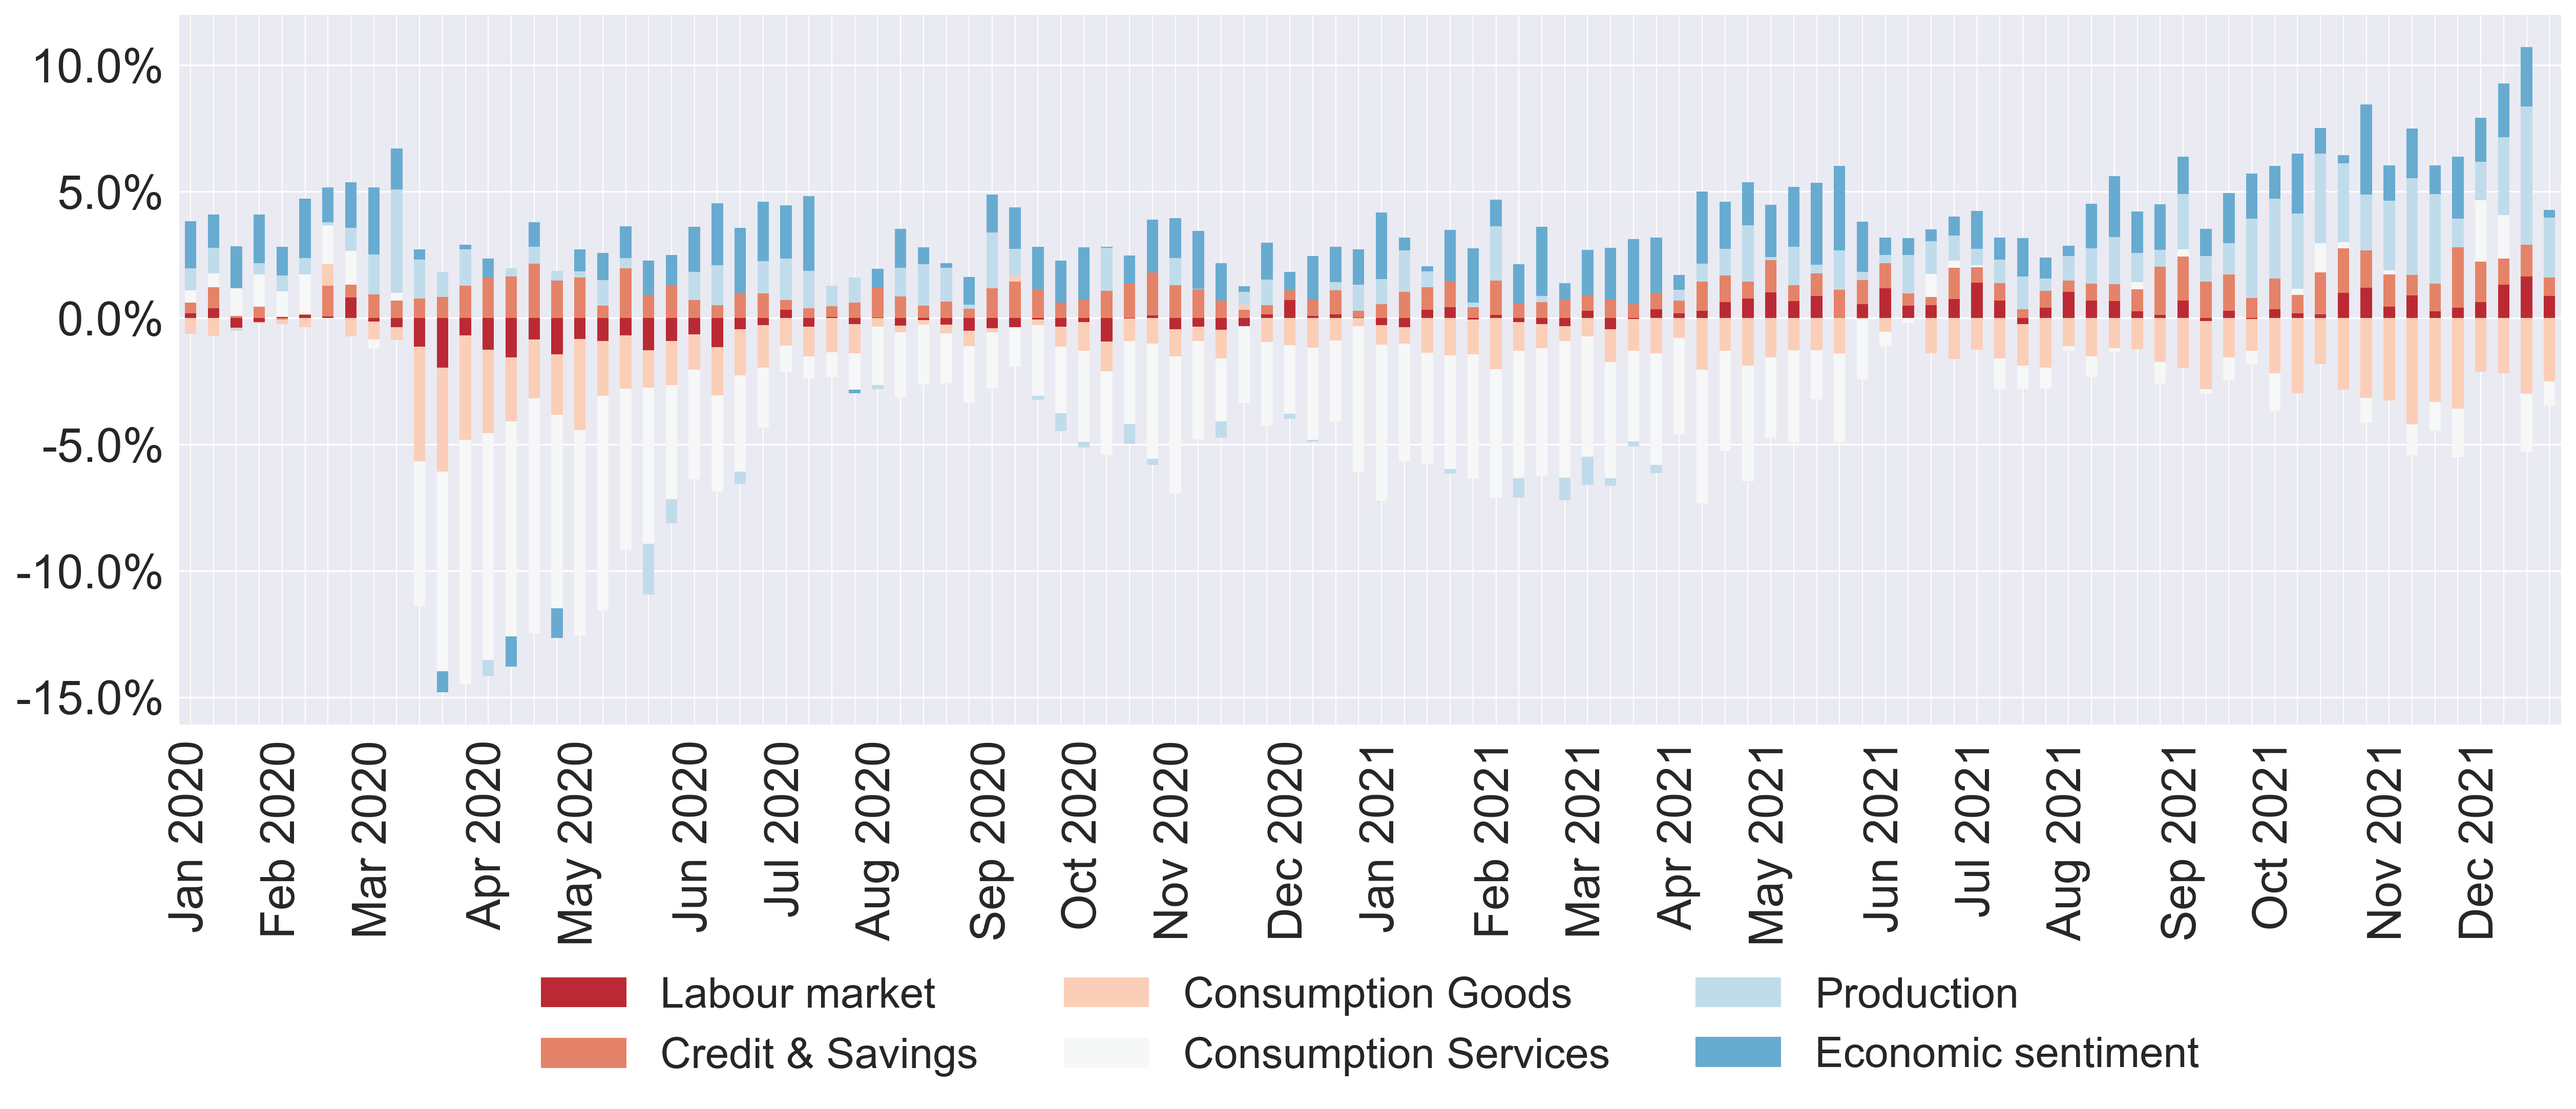 10.0%
5.0%
0.0%
-5.0%
-10.0%
-15.0%
Jan 2020
Feb 2020
Mar 2020
Apr 2020
May 2020
Jun 2020
Jul 2020
Aug 2020
Sep 2020
Oct 2020
Nov 2020
Dec 2020
Jan 2021
Feb 2021
Mar 2021
Apr 2021
May 2021
Jun 2021
Jul 2021
Aug 2021
Sep 2021
Oct 2021
Nov 2021
Dec 2021
Labour market
Consumption Goods
Production
Credit & Savings
Consumption Services
Economic sentiment